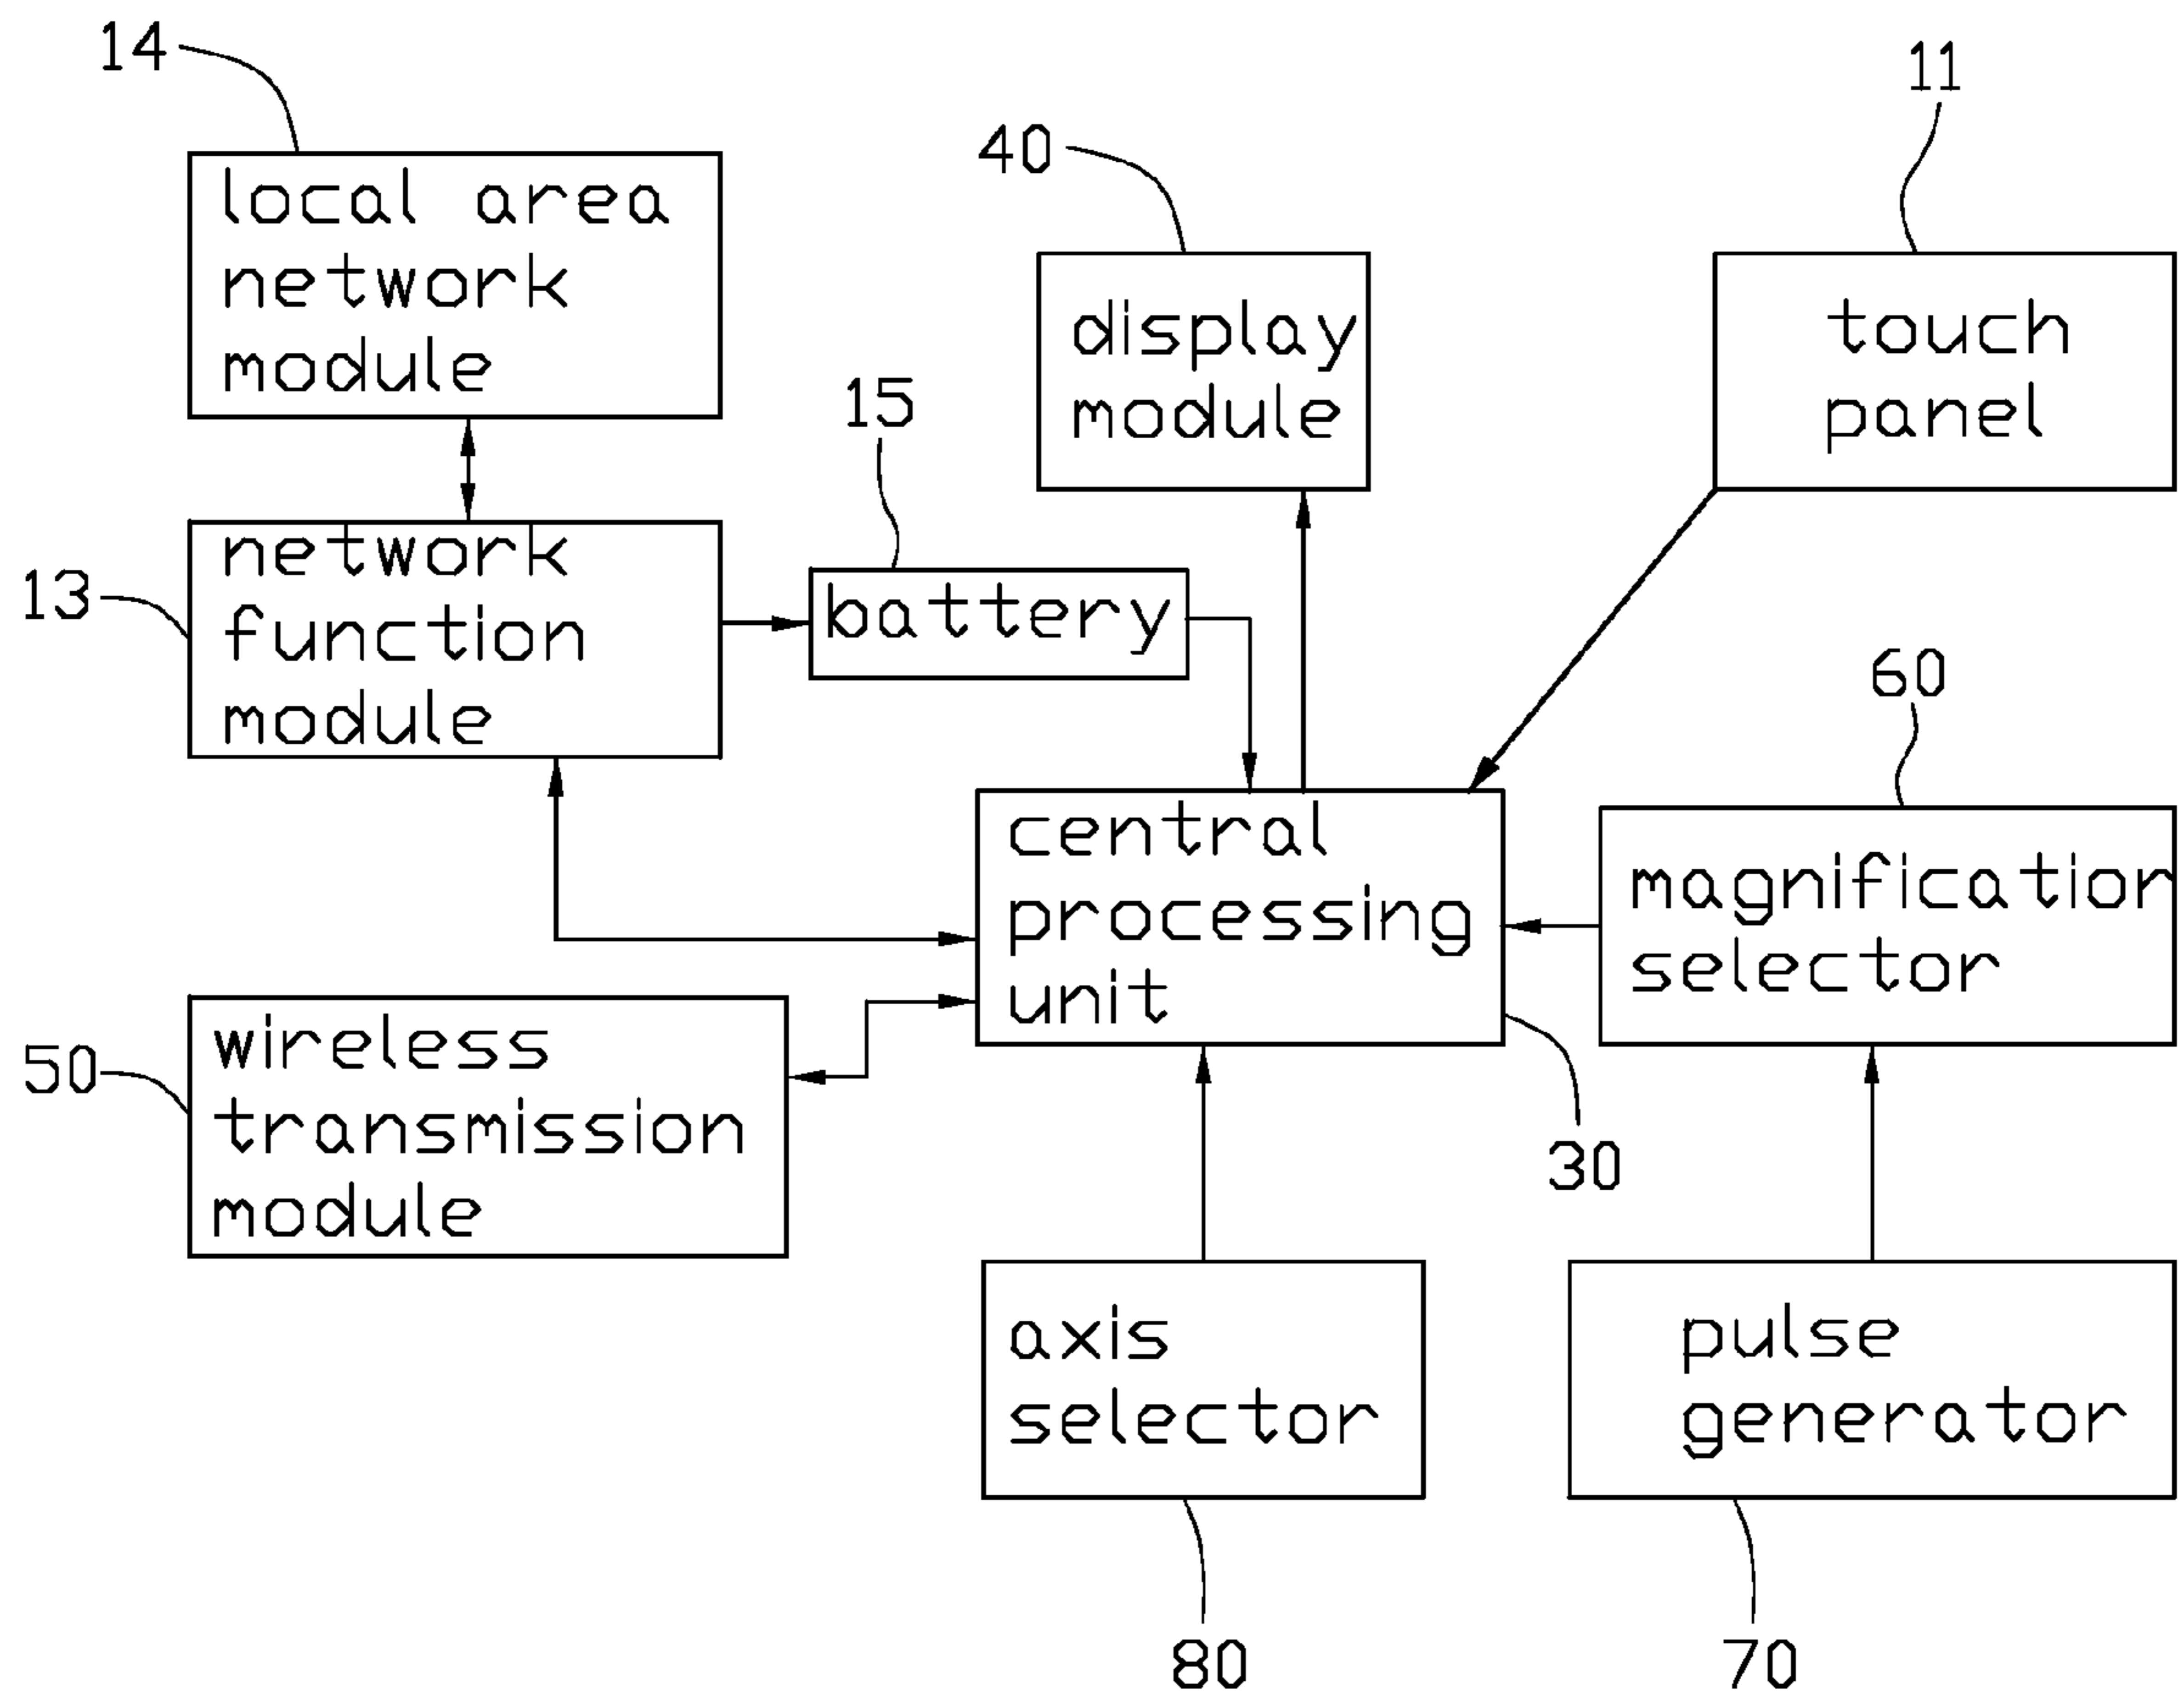 14
local area
network
module
40
display
module
11
touch
panel
15
battery
13
network
function
module
60
magnification
selector
central
processing
unit
30
50
wireless
transmission
module
axis
selector
80
pulse
generator
70